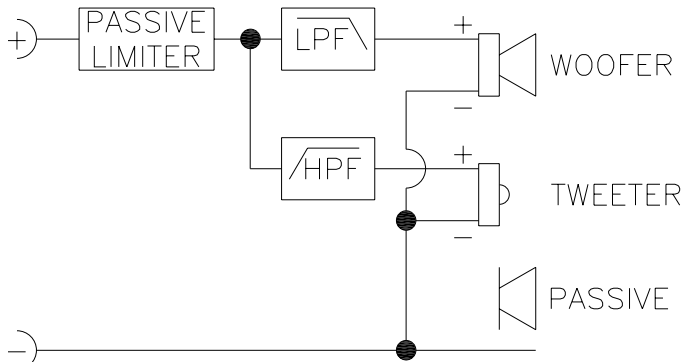 +
PASSIVE
LIMITER
LPF
+
WOOFER
−
HPF
+
TWEETER
−
PASSIVE
−